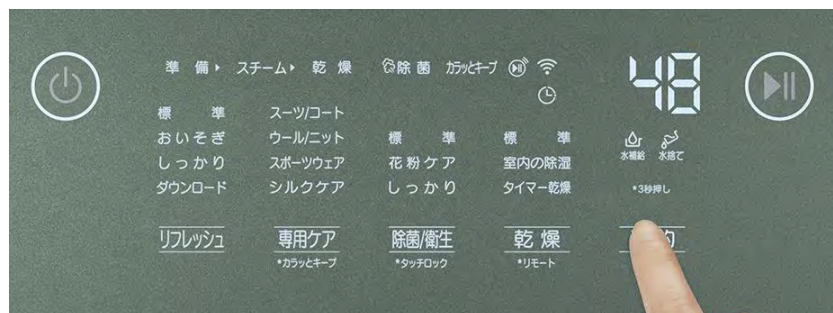 準備▸ スチーム▸ 乾燥 除菌 カラッとキープ
48
標準 スーツ/コート
おいそぎ ウール/ニット 標準 標準
しっかり スポーツウェア 花粉ケア 室内の除湿 水補給 水捨て
ダウンロード シルクケア しっかり タイマー乾燥 *3秒押し
リフレッシュ 専用ケア 除菌/衛生 乾燥
*カラッとキープ *タッチロック *リモート